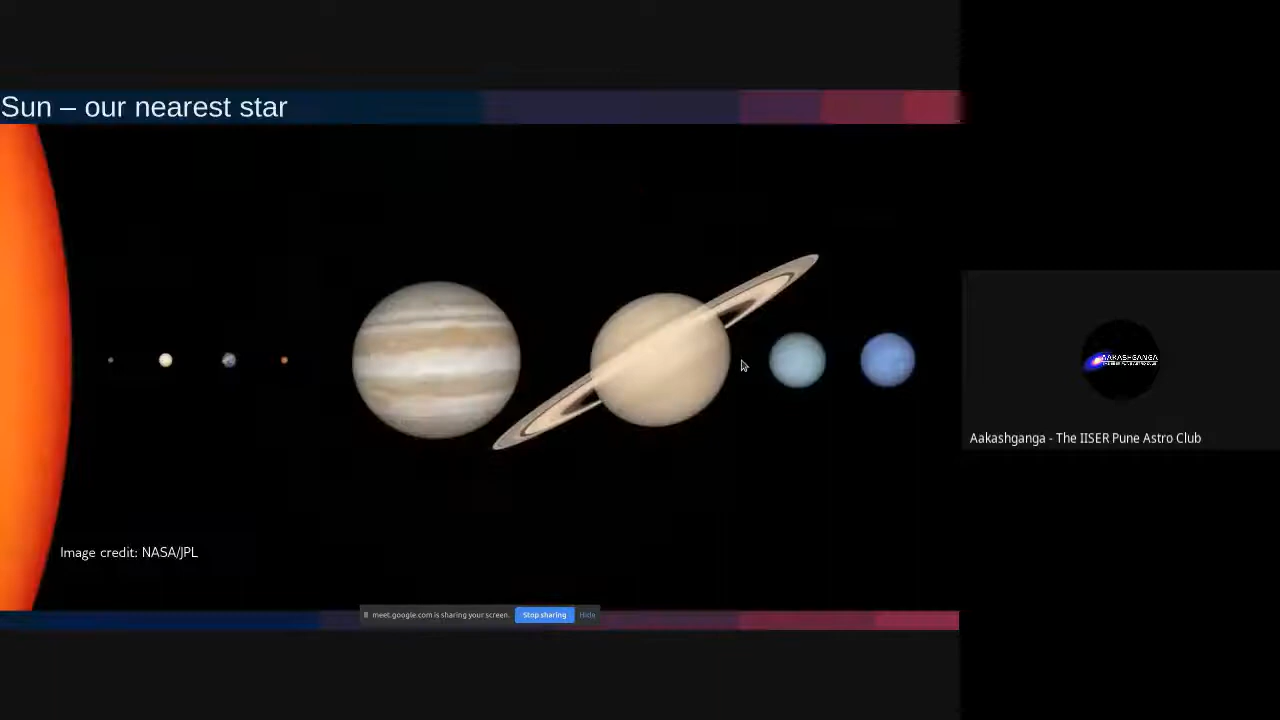 Sun – our nearest star
Image credit: NASA/JPL
meet.google.com is sharing your screen.
Stop sharing
Hide
AAKASHGANGA
Aakashganga - The IISER Pune Astro Club